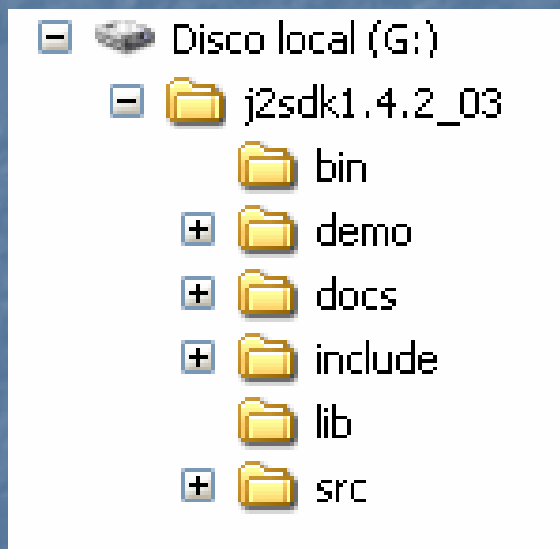 Disco local (G:)
j2sdk1.4.2_03
bin
demo
docs
include
lib
src